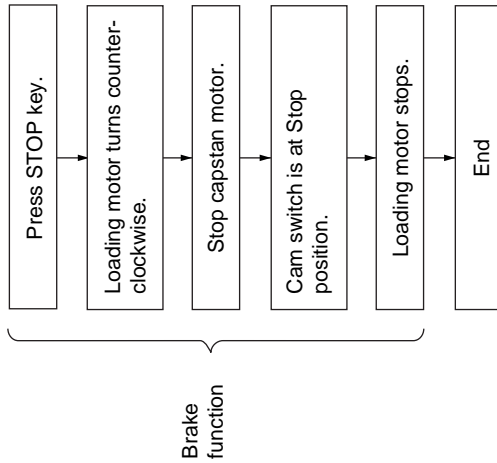 Press STOP key.
Loading motor turns counter-
clockwise.
Stop capstan motor.
Cam switch is at Stop
position.
Loading motor stops.
End
Brake
function